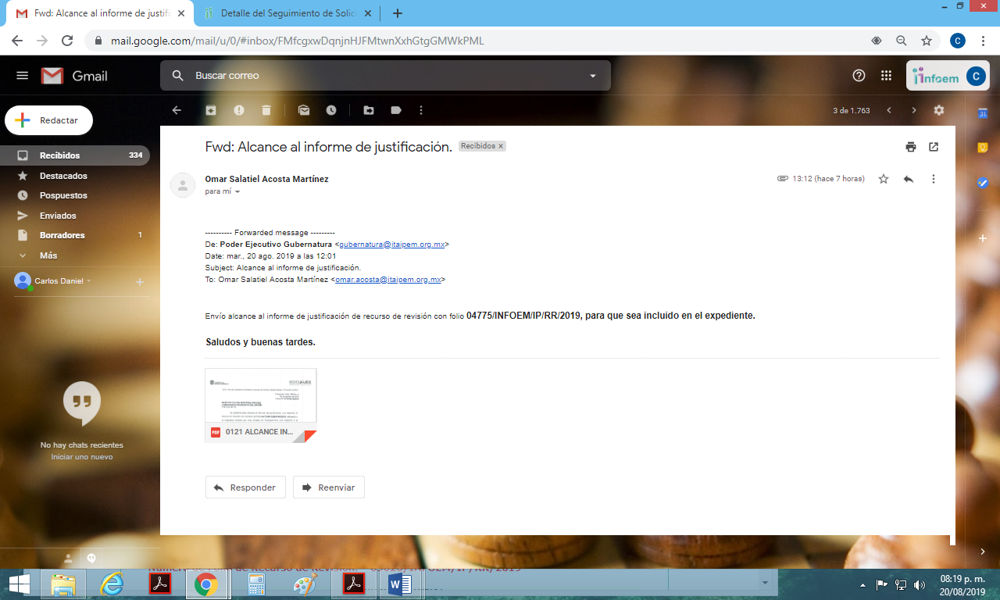 Fwd: Alcance al informe de justifi
Detalle del Seguimiento de Solic
mail.google.com/mail/u/0/#inbox/FMfcgxwDqnjnHJFMtwnXxhGtgGMWkPML
C
Gmail
Buscar correo
infoem
C
Redactar
3 de 1.763
Recibidos 334
Destacados
Pospuestos
Enviados
Borradores 1
Más
Carlos Daniel
No hay chats recientes
Iniciar uno nuevo
Fwd: Alcance al informe de justificación. Recibidos x
Omar Salatiel Acosta Martínez
13:12 (hace 7 horas)
para mí
---------- Forwarded message ---------
De: Poder Ejecutivo Gubernatura <gubernatura@itaipem.org.mx>
Date: mar., 20 ago. 2019 a las 12:01
Subject: Alcance al informe de justificación.
To: Omar Salatiel Acosta Martínez <omar.acosta@itaipem.org.mx>
Envío alcance al informe de justificación de recurso de revisión con folio 04775/INFOEM/IP/RR/2019, para que sea incluido en el expediente.
Saludos y buenas tardes.
EDOMÉX
PDF 0121 ALCANCE IN...
Responder Reenviar
31
08:19 p. m.
20/08/2019